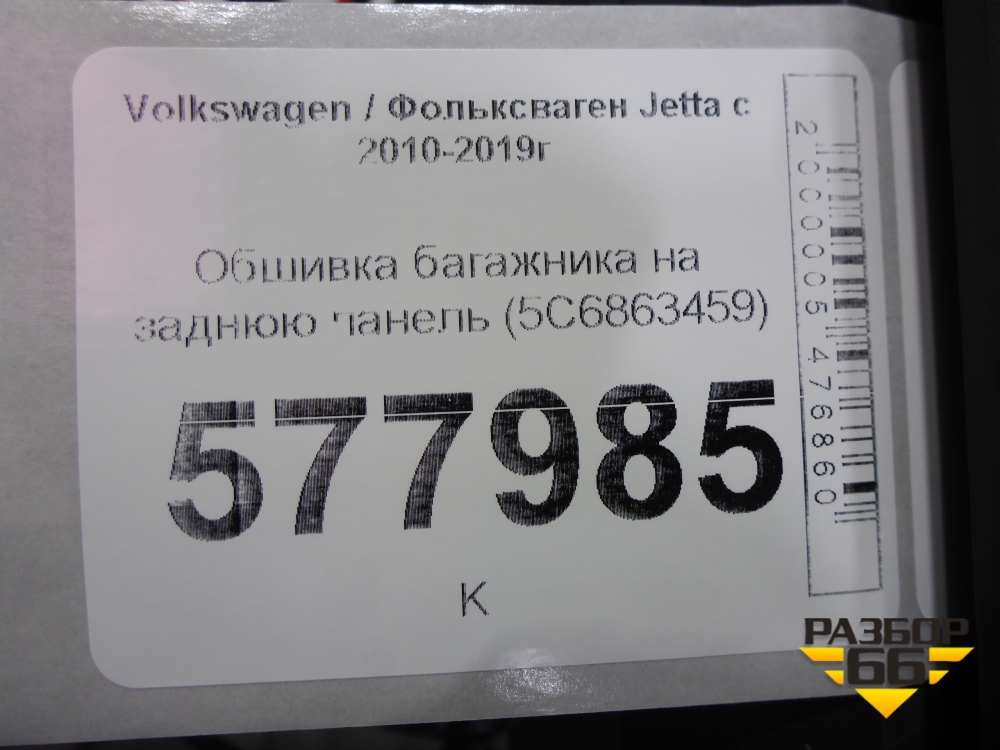 Volkswagen / Фольксваген Jetta с
2010-2019г
Обшивка багажника на
заднюю панель (5C6863459)
577985
К
2000005476860
РАЗБОР
66